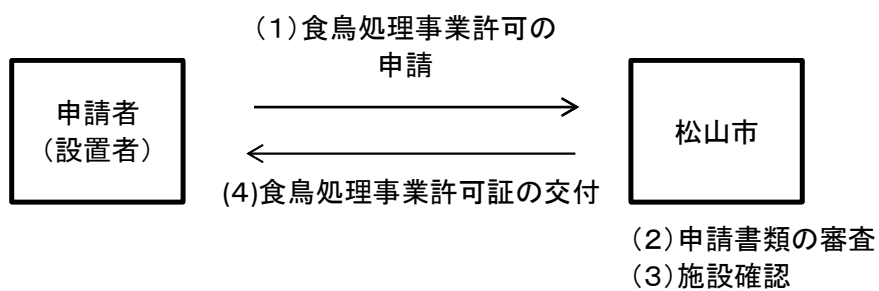 （１）食鳥処理事業許可の
申請
申請者
（設置者）
松山市
(4)食鳥処理事業許可証の交付
（２）申請書類の審査
（３）施設確認